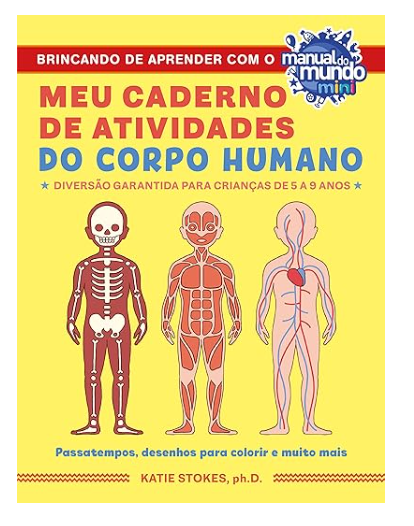 BRINCANDO DE APRENDER COM O
manual do
mundo
mini
MEU CADERNO
DE ATIVIDADES
DO CORPO HUMANO
★ DIVERSÃO GARANTIDA PARA CRIANÇAS DE 5 A 9 ANOS ★
Passatempos, desenhos para colorir e muito mais
KATIE STOKES, ph.D.